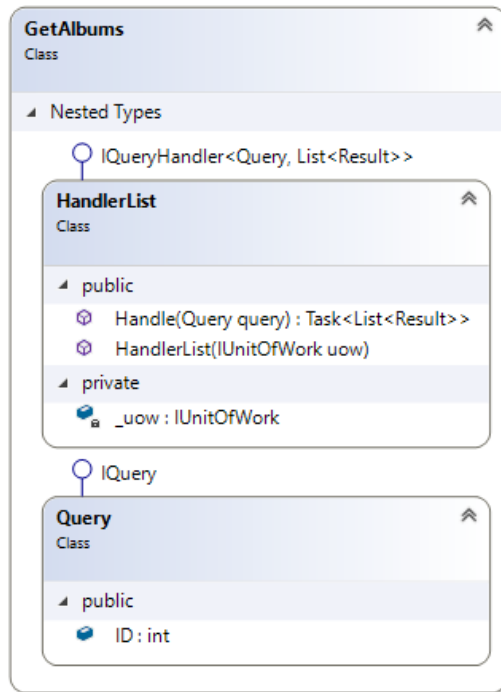 GetAlbums
Class
Nested Types
IQueryHandler<Query, List<Result>>
HandlerList
Class
public
Handle(Query query) : Task<List<Result>>
HandlerList(IUnitOfWork uow)
private
_uow : IUnitOfWork
IQuery
Query
Class
public
ID : int